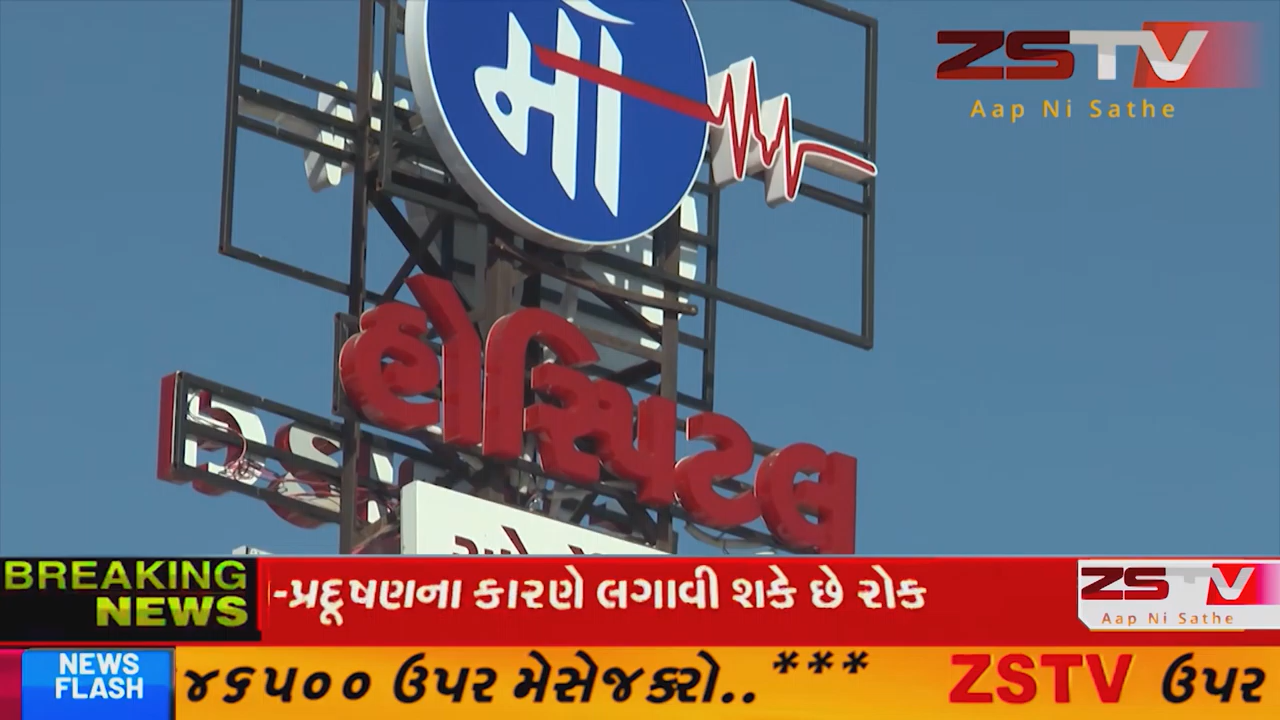 ZSTV
Aap Ni Sathe
માઁ
હોસ્પિટલ
BREAKING
NEWS
-પ્રદૂષણના કારણે લગાવી શકે છે રોક
ZSTV
Aap Ni Sathe
NEWS
FLASH
૪૬૫૦૦ ઉપર મેસેજ કરો.. *** ZSTV ઉપર